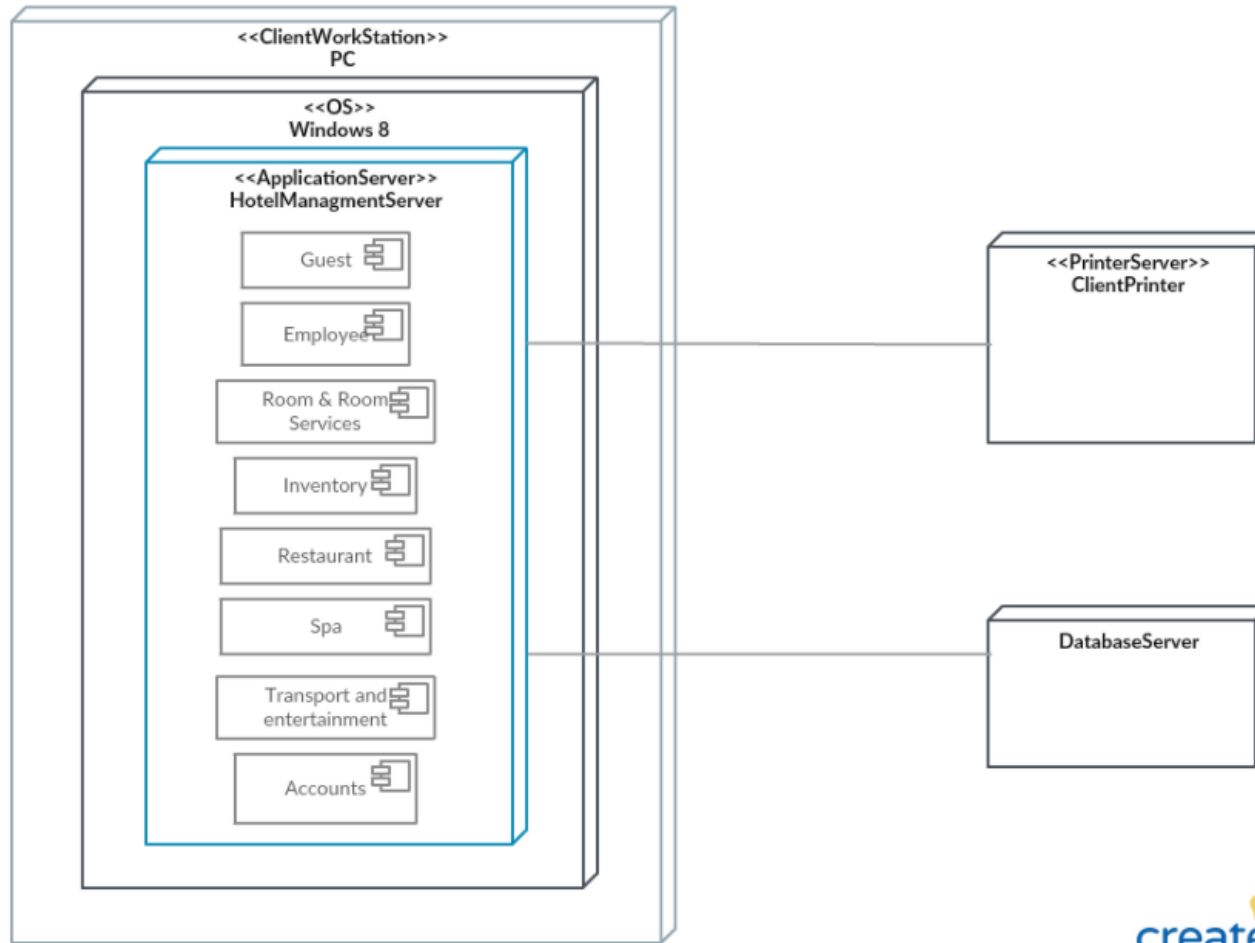 <<ClientWorkStation>>
PC
<<OS>>
Windows 8
<<ApplicationServer>>
HotelManagmentServer
Guest
Employee
Room & Room
Services
Inventory
Restaurant
Spa
Transport and
entertainment
Accounts
<<PrinterServer>>
ClientPrinter
DatabaseServer
create